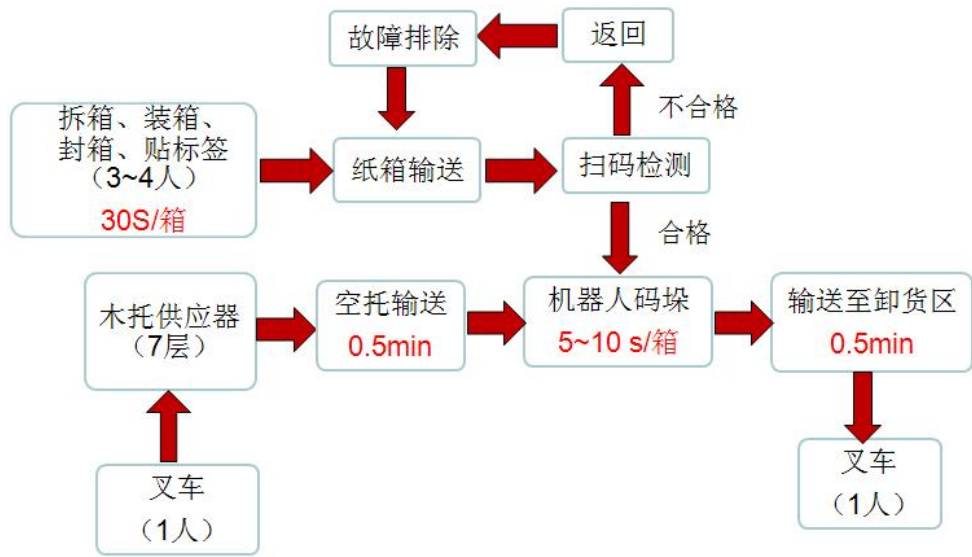 故障排除
返回
不合格
拆箱、装箱、
封箱、贴标签
（3~4人）
30S/箱
纸箱输送
扫码检测
合格
木托供应器
（7层）
空托输送
0.5min
机器人码垛
5~10 s/箱
输送至卸货区
0.5min
叉车
（1人）
叉车
（1人）